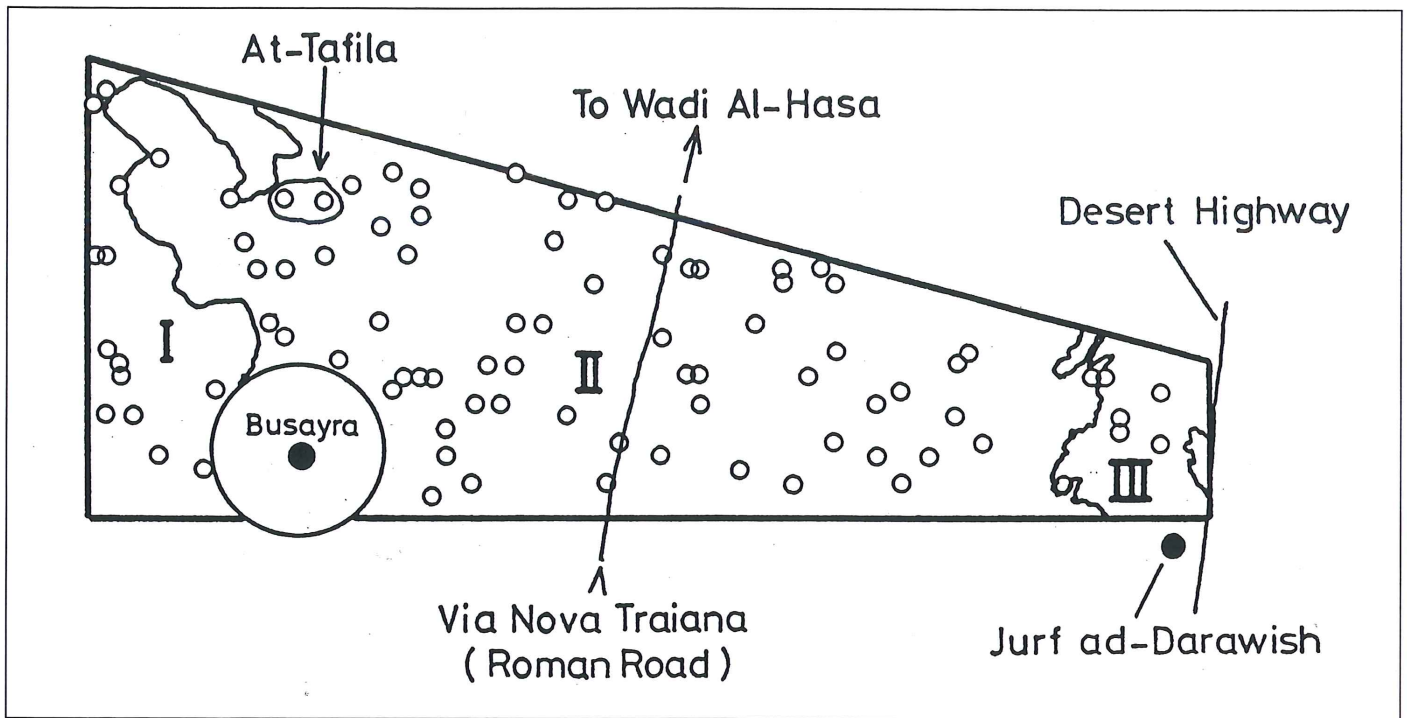 At-Tafila
To Wadi Al-Hasa
Desert Highway
I
II
Busayra
III
Via Nova Traiana
(Roman Road)
Jurf ad-Darawish